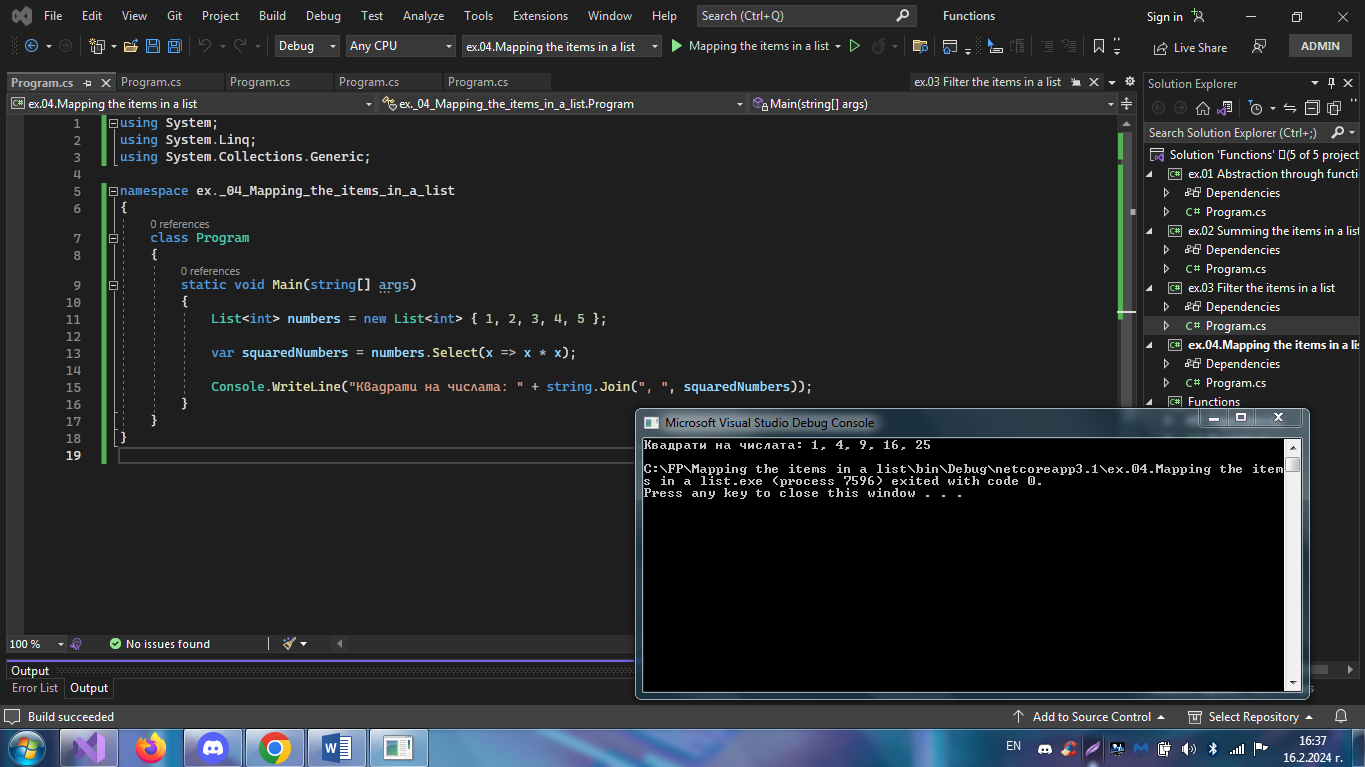 File Edit View Git Project Build Debug Test Analyze Tools Extensions Window Help Search (Ctrl+Q) Functions Sign in
Debug Any CPU ex.04.Mapping the items in a list Mapping the items in a list Live Share ADMIN
Program.cs Program.cs Program.cs Program.cs Program.cs ex.03 Filter the items in a list
ex.04.Mapping the items in a list ex._04_Mapping_the_items_in_a_list.Program Main(string[] args)
1 using System;
2 using System.Linq;
3 using System.Collections.Generic;
4
5 namespace ex._04_Mapping_the_items_in_a_list
6 {
0 references
7 class Program
8 {
0 references
9 static void Main(string[] args)
10 {
11 List<int> numbers = new List<int> { 1, 2, 3, 4, 5 };
12
13 var squaredNumbers = numbers.Select(x => x * x);
14
15 Console.WriteLine("Квадрати на числата: " + string.Join(", ", squaredNumbers));
16 }
17 }
18 }
19
Solution Explorer
Search Solution Explorer (Ctrl+;)
Solution 'Functions' (5 of 5 project
ex.01 Abstraction through functi
Dependencies
C# Program.cs
ex.02 Summing the items in a list
Dependencies
C# Program.cs
ex.03 Filter the items in a list
Dependencies
C# Program.cs
ex.04.Mapping the items in a lis
Dependencies
C# Program.cs
Functions
Microsoft Visual Studio Debug Console
Квадрати на числата: 1, 4, 9, 16, 25
C:\FP\Mapping the items in a list\bin\Debug\netcoreapp3.1\ex.04.Mapping the item
s in a list.exe (process 7596) exited with code 0.
Press any key to close this window . . .
100 % No issues found
Output
Error List Output
Build succeeded Add to Source Control Select Repository
EN 16:37
16.2.2024 г.